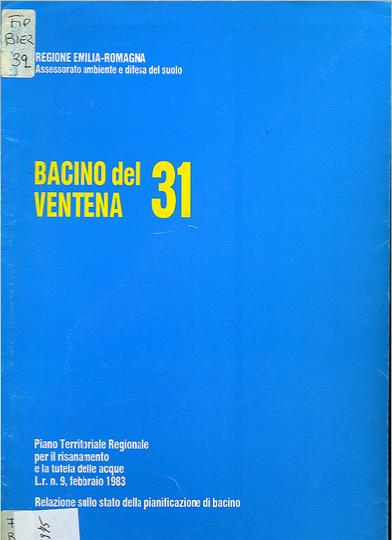 FID
BIER
39
REGIONE EMILIA-ROMAGNA
Assessorato ambiente e difesa del suolo
BACINO del
VENTENA
31
Piano Territoriale Regionale
per il risanamento
e la tutela delle acque
L.r. n. 9, febbraio 1983
Relazione sullo stato della pianificazione di bacino